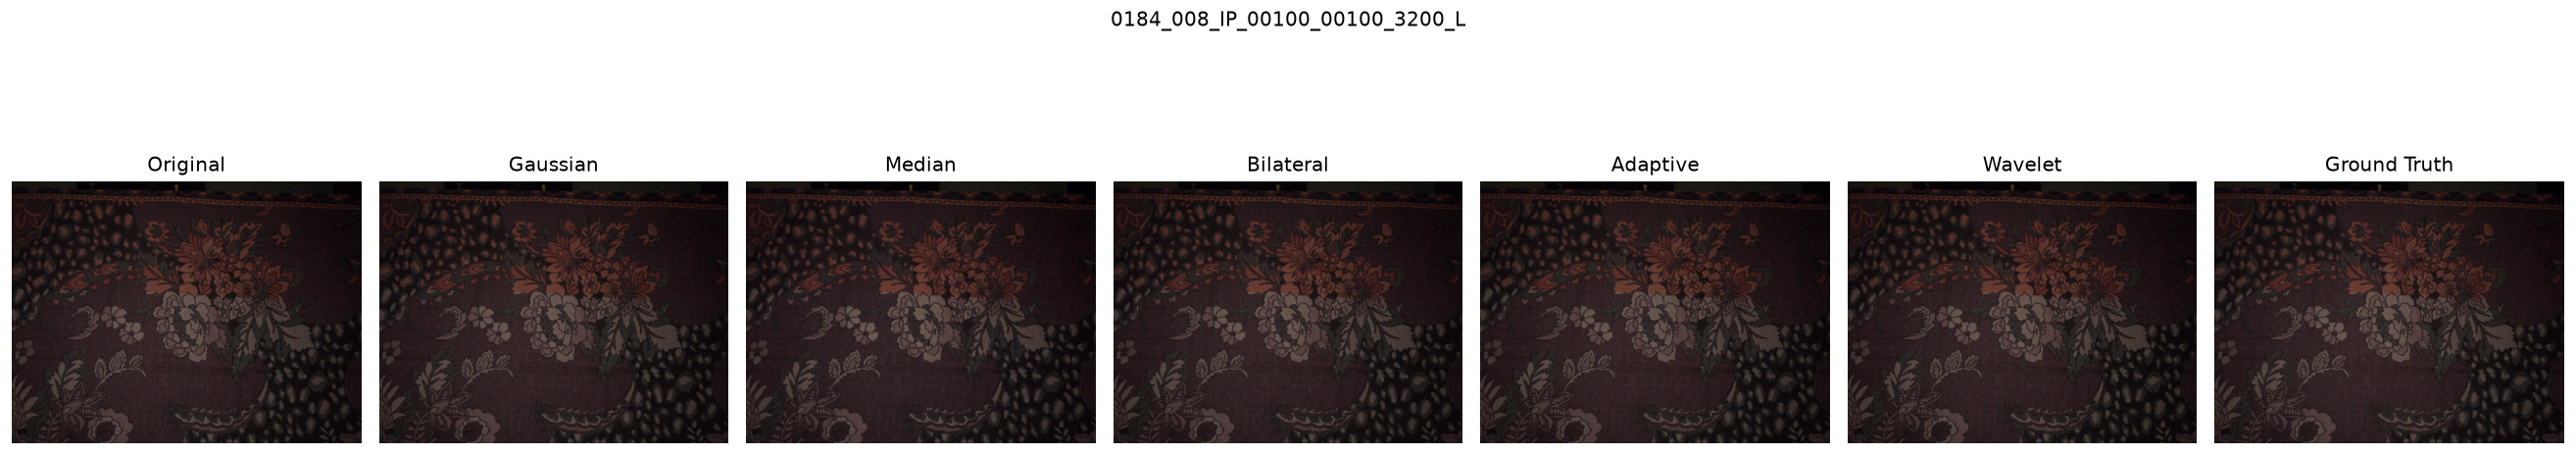 0184_008_IP_00100_00100_3200_L
Original Gaussian Median Bilateral Adaptive Wavelet Ground Truth